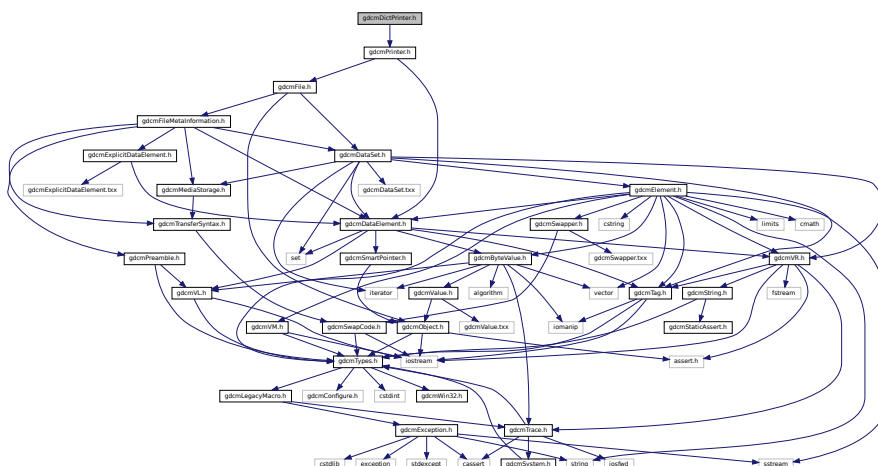 gdcmDictPrinter.h
gdcmPrinter.h
gdcmFile.h
gdcmFileMetaInformation.h
gdcmExplicitDataElement.h
gdcmDataSet.h
gdcmExplicitDataElement.txx
gdcmMediaStorage.h
gdcmDataSet.txx
gdcmElement.h
gdcmTransferSyntax.h
gdcmDataElement.h
gdcmSwapper.h
cstring
limits
cmath
gdcmPreamble.h
set
gdcmSmartPointer.h
gdcmByteValue.h
gdcmSwapper.txx
gdcmVR.h
gdcmVL.h
iterator
gdcmValue.h
algorithm
vector
gdcmTag.h
gdcmString.h
fstream
gdcmVM.h
gdcmSwapCode.h
gdcmObject.h
gdcmValue.txx
iomanip
gdcmStaticAssert.h
gdcmTypes.h
iostream
assert.h
gdcmLegacyMacro.h
gdcmConfigure.h
cstdint
gdcmWin32.h
gdcmException.h
gdcmTrace.h
cstdlib
exception
stdexcept
cassert
gdcmSystem.h
string
iosfwd
sstream